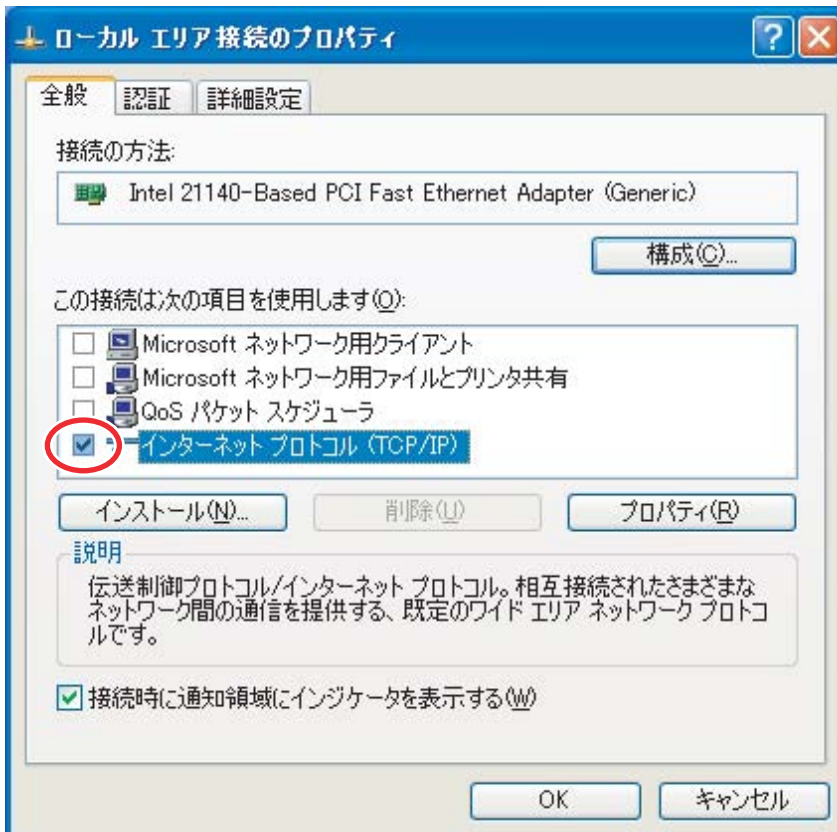 ローカル エリア接続のプロパティ
全般 認証 詳細設定
接続の方法:
Intel 21140-Based PCI Fast Ethernet Adapter (Generic)
構成(C)...
この接続は次の項目を使用します(O):
Microsoft ネットワーク用クライアント
Microsoft ネットワーク用ファイルとプリンタ共有
QoS パケット スケジューラ
インターネット プロトコル (TCP/IP)
インストール(N)... 削除(U) プロパティ(R)
説明
伝送制御プロトコル/インターネット プロトコル。相互接続されたさまざまな
ネットワーク間の通信を提供する、既定のワイド エリア ネットワーク プロトコ
ルです。
接続時に通知領域にインジケータを表示する(W)
OK キャンセル